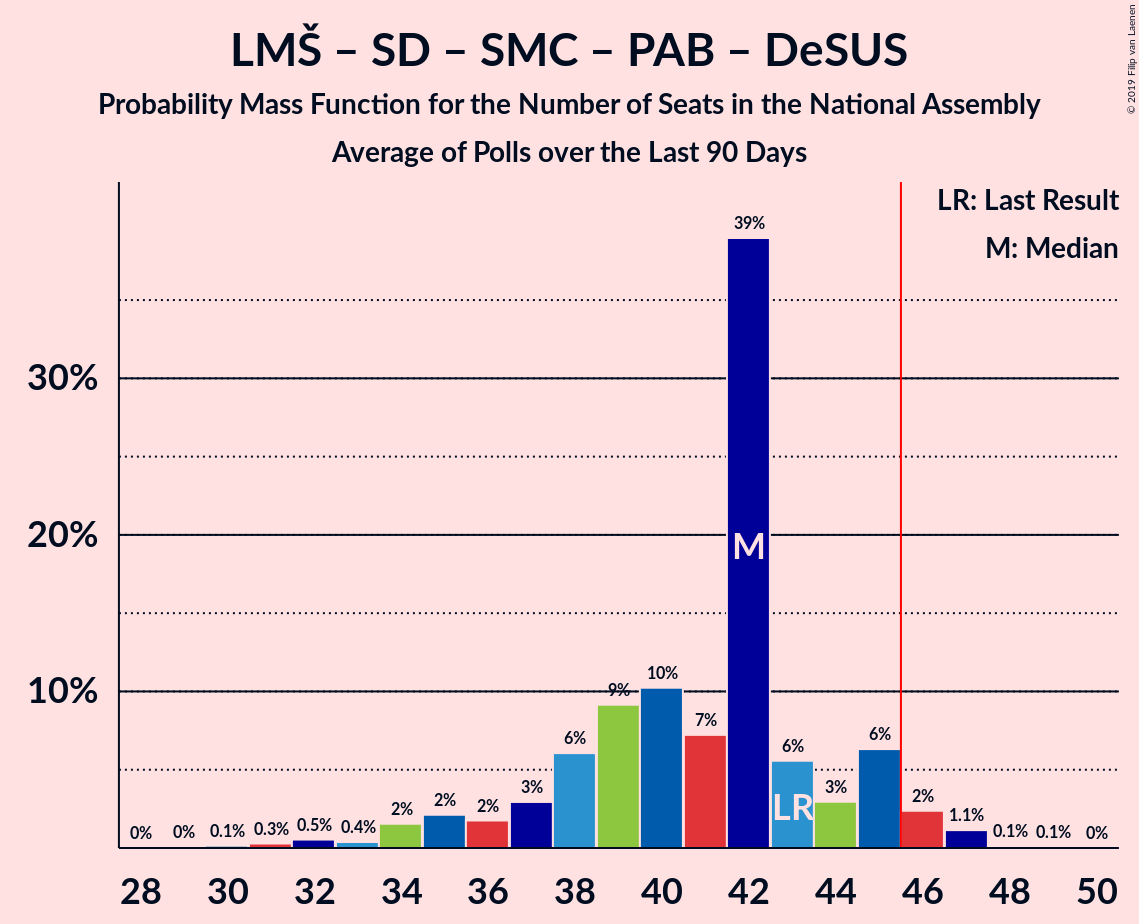 LMŠ – SD – SMC – PAB – DeSUS
Probability Mass Function for the Number of Seats in the National Assembly
Average of Polls over the Last 90 Days
© 2019 Filip van Laenen
LR: Last Result
M: Median
30%
20%
10%
0%
0%
0.1%
0.3%
0.5%
0.4%
2%
2%
2%
3%
6%
9%
10%
7%
39%
6%
3%
6%
2%
1.1%
0.1%
0.1%
0%
M
LR
28 30 32 34 36 38 40 42 44 46 48 50